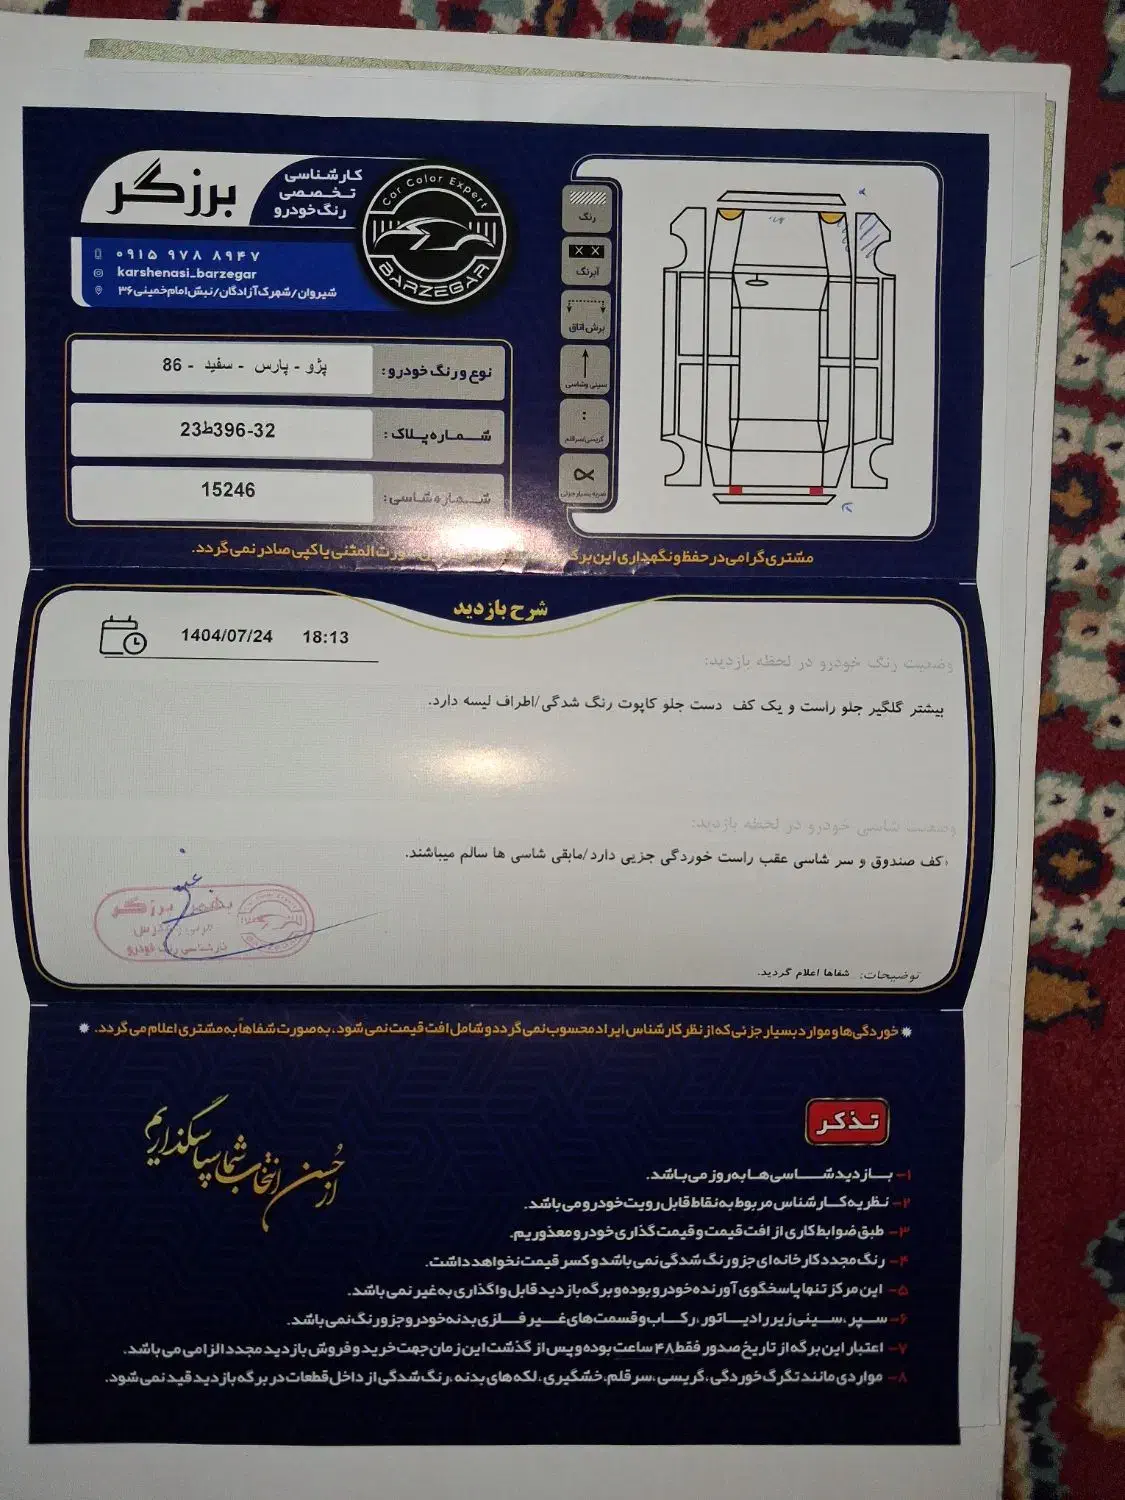 کارشناسی
تخصصی
رنگ خودرو
برزگر
Car Color Expert
BARZEGAR
۰۹۱۵ ۹۷۸ ۸۹۴۷
karshenasi_barzegar
شیروان/شهرک آزادگان/نبش امام خمینی ۳۶
رنگ
آبرنگ
برش اتاق
سینی وشاسی
گریسی/سرقلم
ضربه بسیار جزئی
نوع و رنگ خودرو: پژو - پارس - سفید - 86
شماره پلاک: 23ط396-32
شماره شاسی: 15246
مشتری گرامی در حفظ و نگهداری این برگه صورت المثنی یا کپی صادر نمی گردد.
شرح بازدید
1404/07/24 18:13
وضعیت رنگ خودرو در لحظه بازدید:
بیشتر گلگیر جلو راست و یک کف دست جلو کاپوت رنگ شدگی/اطراف لیسه دارد.
وضعیت شاسی خودرو در لحظه بازدید:
کف صندوق و سر شاسی عقب راست خوردگی جزیی دارد/مابقی شاسی ها سالم میباشند.
برزگر
کارشناسی رنگ خودرو
توضیحات: شفاها اعلام گردید.
* خوردگی ها و موارد بسیار جزئی که از نظر کارشناس ایراد محسوب نمی گردد و شامل افت قیمت نمی شود، به صورت شفاهاً به مشتری اعلام می گردد. *
تذکر
از حُسن انتخاب شما سپاسگذاریم
۱- بازدید شاسی ها به روز می باشد.
۲- نظریه کارشناس مربوط به نقاط قابل رویت خودرو می باشد.
۳- طبق ضوابط کاری از افت قیمت و قیمت گذاری خودرو معذوریم.
۴- رنگ مجدد کارخانه ای جزو رنگ شدگی نمی باشد و کسر قیمت نخواهد داشت.
۵- این مرکز تنها پاسخگوی آورنده خودرو بوده و برگه بازدید قابل واگذاری به غیر نمی باشد.
۶- سپر، سینی زیر رادیاتور، رکاب و قسمت های غیر فلزی بدنه خودرو جزو رنگ نمی باشد.
۷- اعتبار این برگه از تاریخ صدور فقط ۴۸ ساعت بوده و پس از گذشت این زمان جهت خرید و فروش بازدید مجدد الزامی می باشد.
۸- مواردی مانند تگرگ خوردگی، گریسی، سرقلم، خشگیری، لکه های بدنه، رنگ شدگی از داخل قطعات در برگه بازدید قید نمی شود.